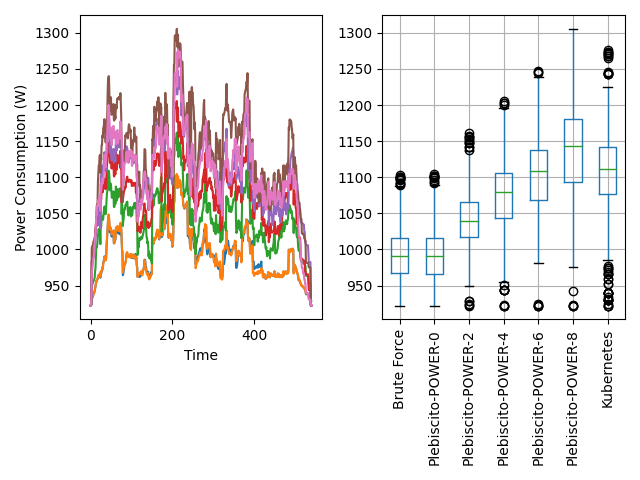 1300
1250
1200
1150
1100
1050
1000
950
Power Consumption (W)
0
200
400
Time
1300
1250
1200
1150
1100
1050
1000
950
Brute Force
Plebiscito-POWER-0
Plebiscito-POWER-2
Plebiscito-POWER-4
Plebiscito-POWER-6
Plebiscito-POWER-8
Kubernetes